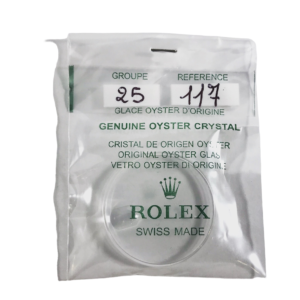 GROUPE REFERENCE
25 117
GLACE OYSTER D'ORIGINE
GENUINE OYSTER CRYSTAL
CRISTAL DE ORIGEN OYSTER
ORIGINAL OYSTER GLAS
VETRO OYSTER DI ORIGINE
ROLEX
SWISS MADE